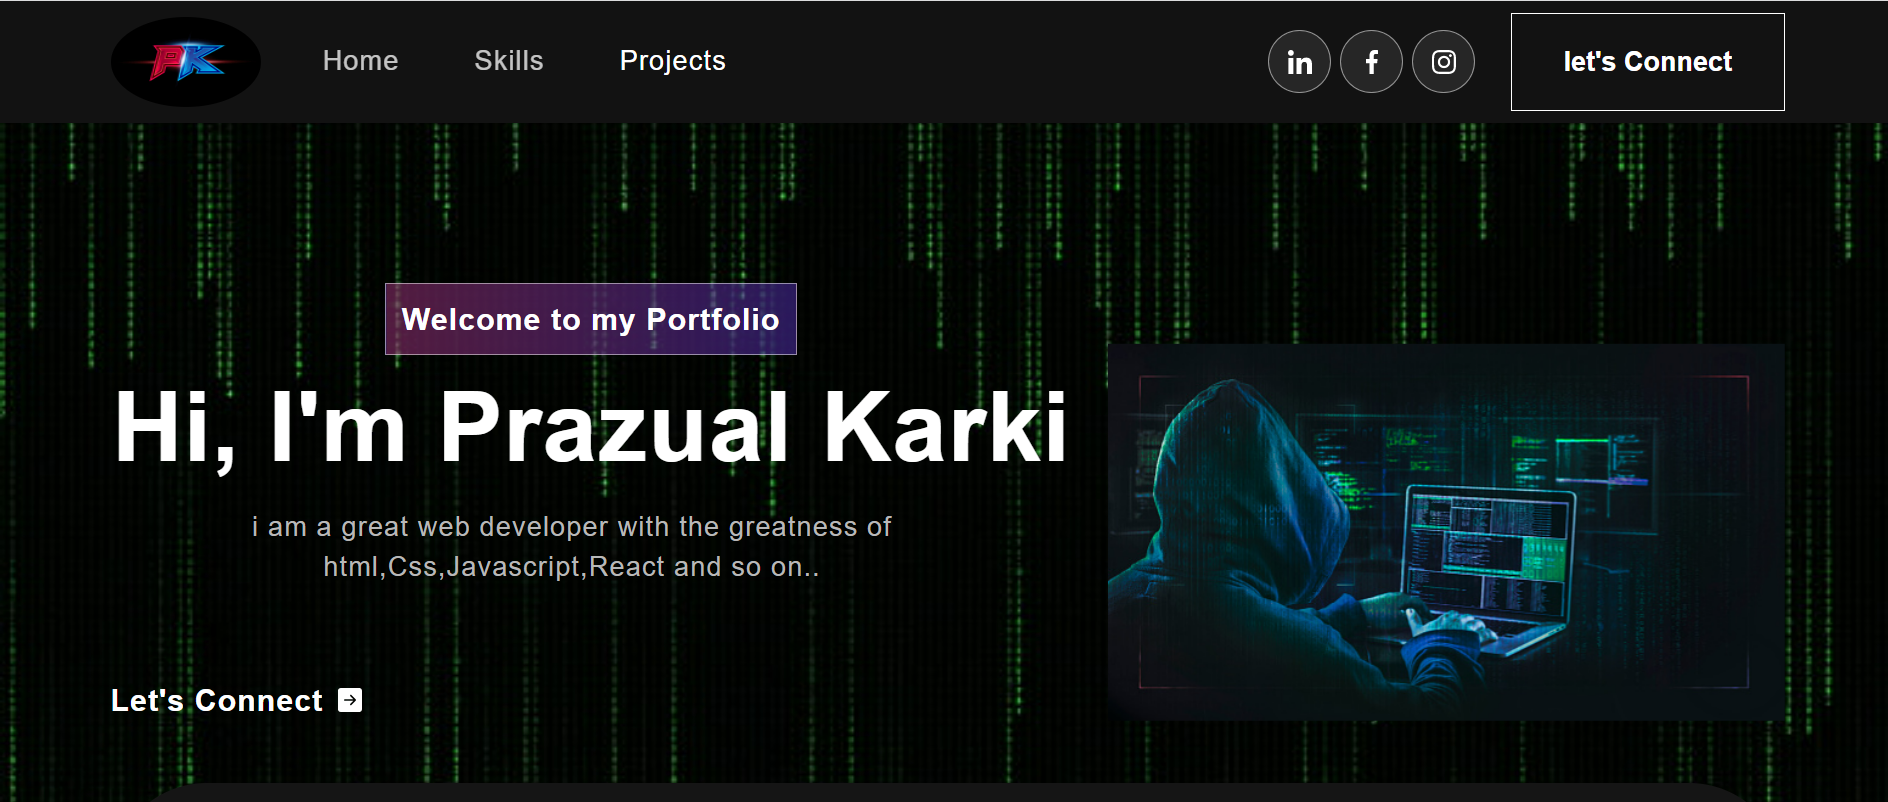 PK
Home
Skills
Projects
in
f
let's Connect
Welcome to my Portfolio
Hi, I'm Prazual Karki
i am a great web developer with the greatness of
html,Css,Javascript,React and so on..
Let's Connect